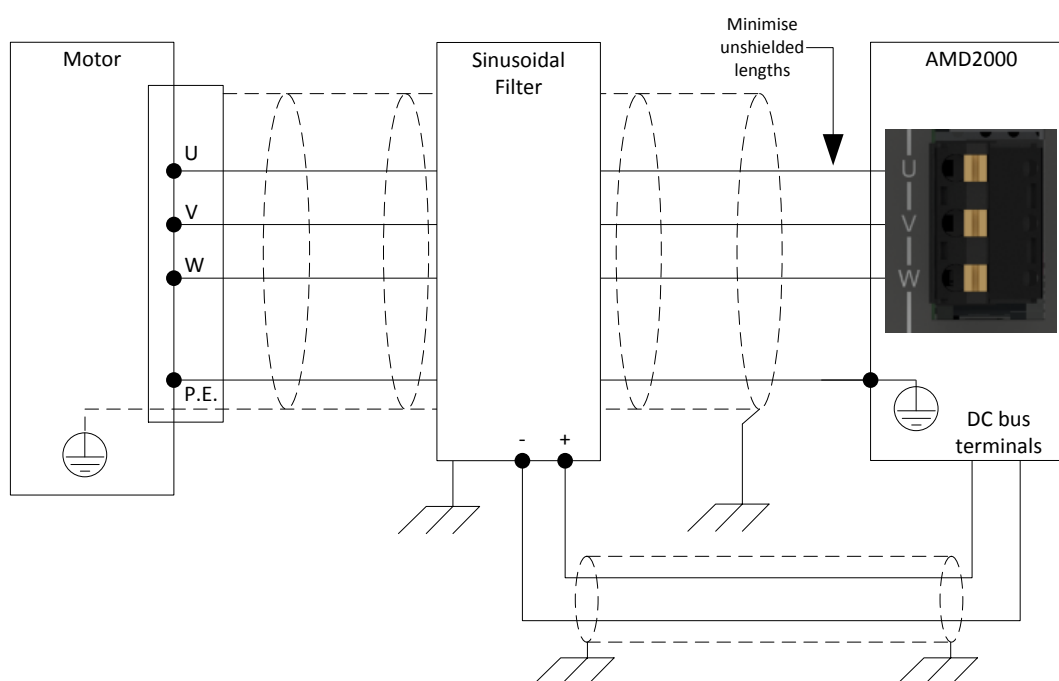 Motor
Sinusoidal
Filter
Minimise
unshielded
lengths
AMD2000
U
V
W
P.E.
U
V
W
- +
DC bus
terminals